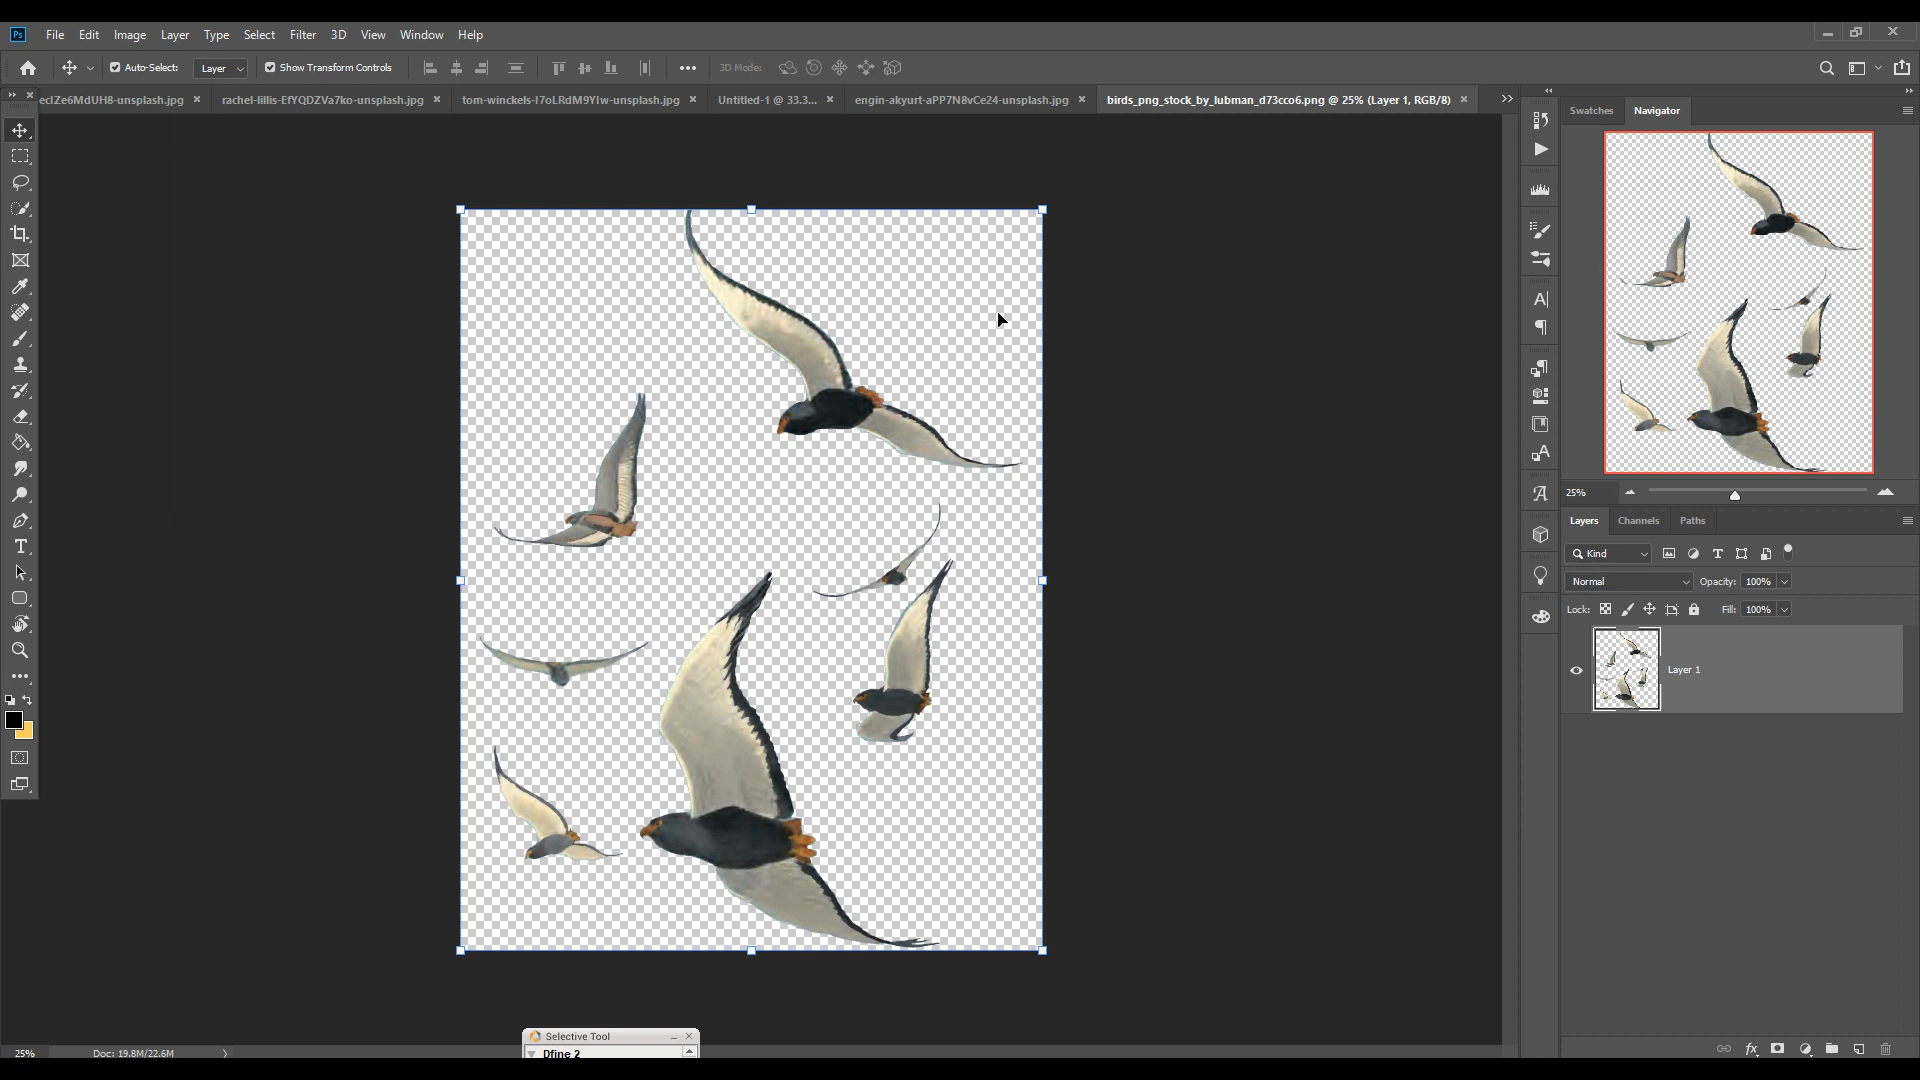 Ps File Edit Image Layer Type Select Filter 3D View Window Help
Auto-Select: Layer Show Transform Controls 3D Mode:
ecIZe6MdUH8-unsplash.jpg rachel-lillis-EfYQDZVa7ko-unsplash.jpg tom-winckels-I7oLRdM9YIw-unsplash.jpg Untitled-1 @ 33.3... engin-akyurt-aPP7N8vCe24-unsplash.jpg birds_png_stock_by_lubman_d73cco6.png @ 25% (Layer 1, RGB/8)
Swatches Navigator
25%
Layers Channels Paths
Kind
Normal Opacity: 100%
Lock: Fill: 100%
Layer 1
Selective Tool
Dfine 2
25% Doc: 19.8M/22.6M